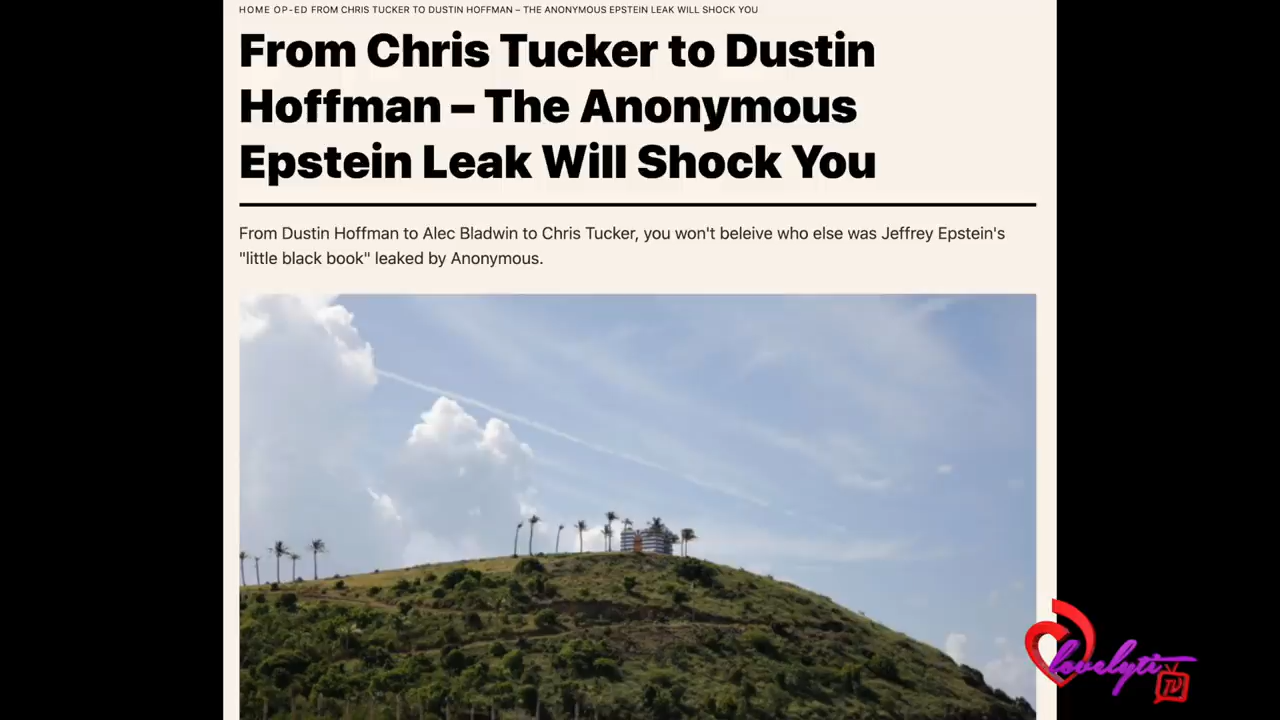 HOME OP-ED FROM CHRIS TUCKER TO DUSTIN HOFFMAN – THE ANONYMOUS EPSTEIN LEAK WILL SHOCK YOU
From Chris Tucker to Dustin
Hoffman – The Anonymous
Epstein Leak Will Shock You
From Dustin Hoffman to Alec Bladwin to Chris Tucker, you won't beleive who else was Jeffrey Epstein's
"little black book" leaked by Anonymous.
lovelyti
TV